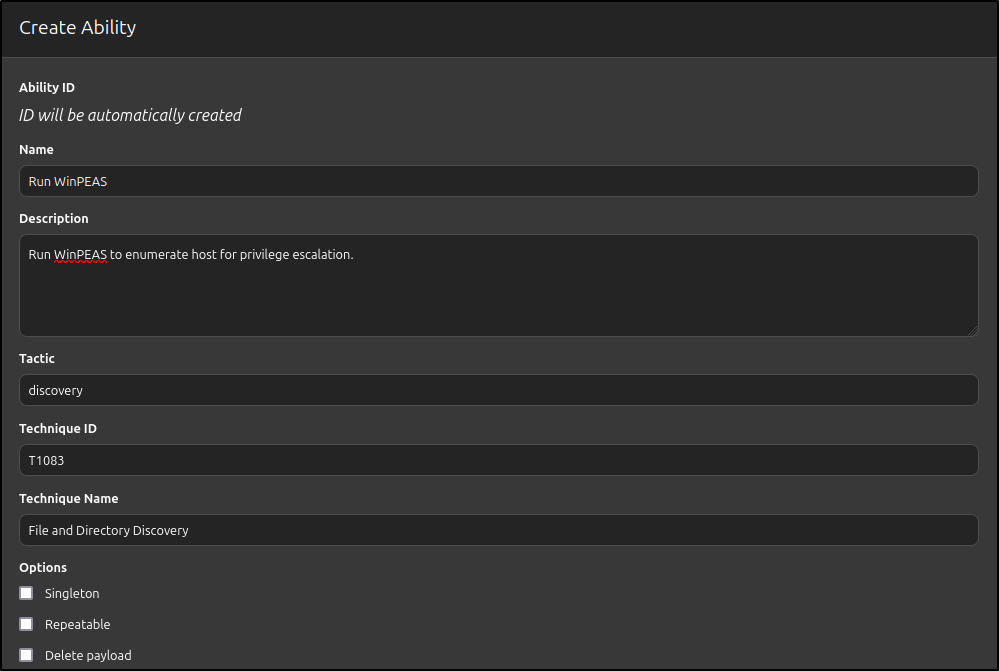 Create Ability
Ability ID
ID will be automatically created
Name
Run WinPEAS
Description
Run WinPEAS to enumerate host for privilege escalation.
Tactic
discovery
Technique ID
T1083
Technique Name
File and Directory Discovery
Options
Singleton
Repeatable
Delete payload